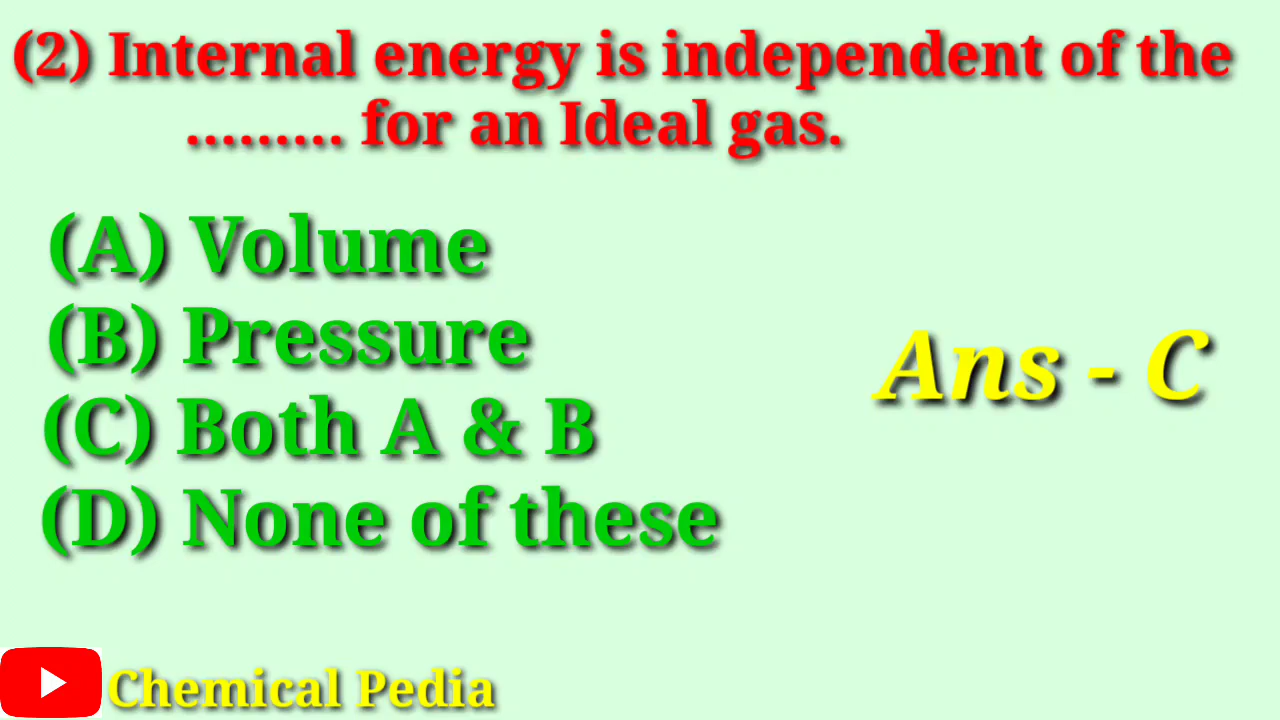 (2) Internal energy is independent of the
......... for an Ideal gas.
(A) Volume
(B) Pressure
(C) Both A & B
(D) None of these
Ans - C
Chemical Pedia